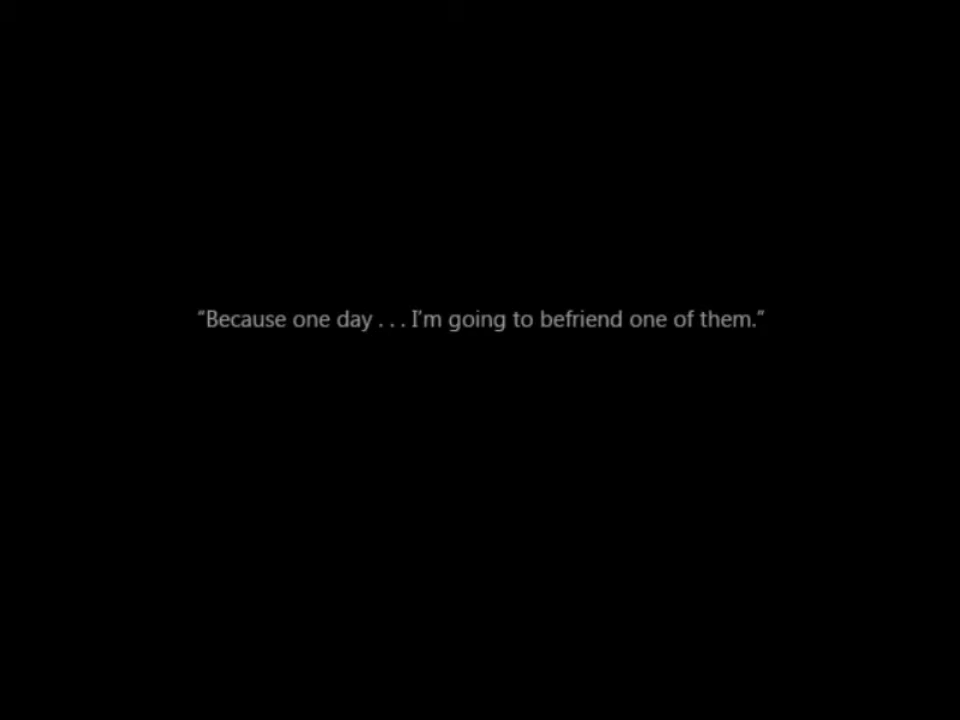 “Because one day . . . I'm going to befriend one of them.”